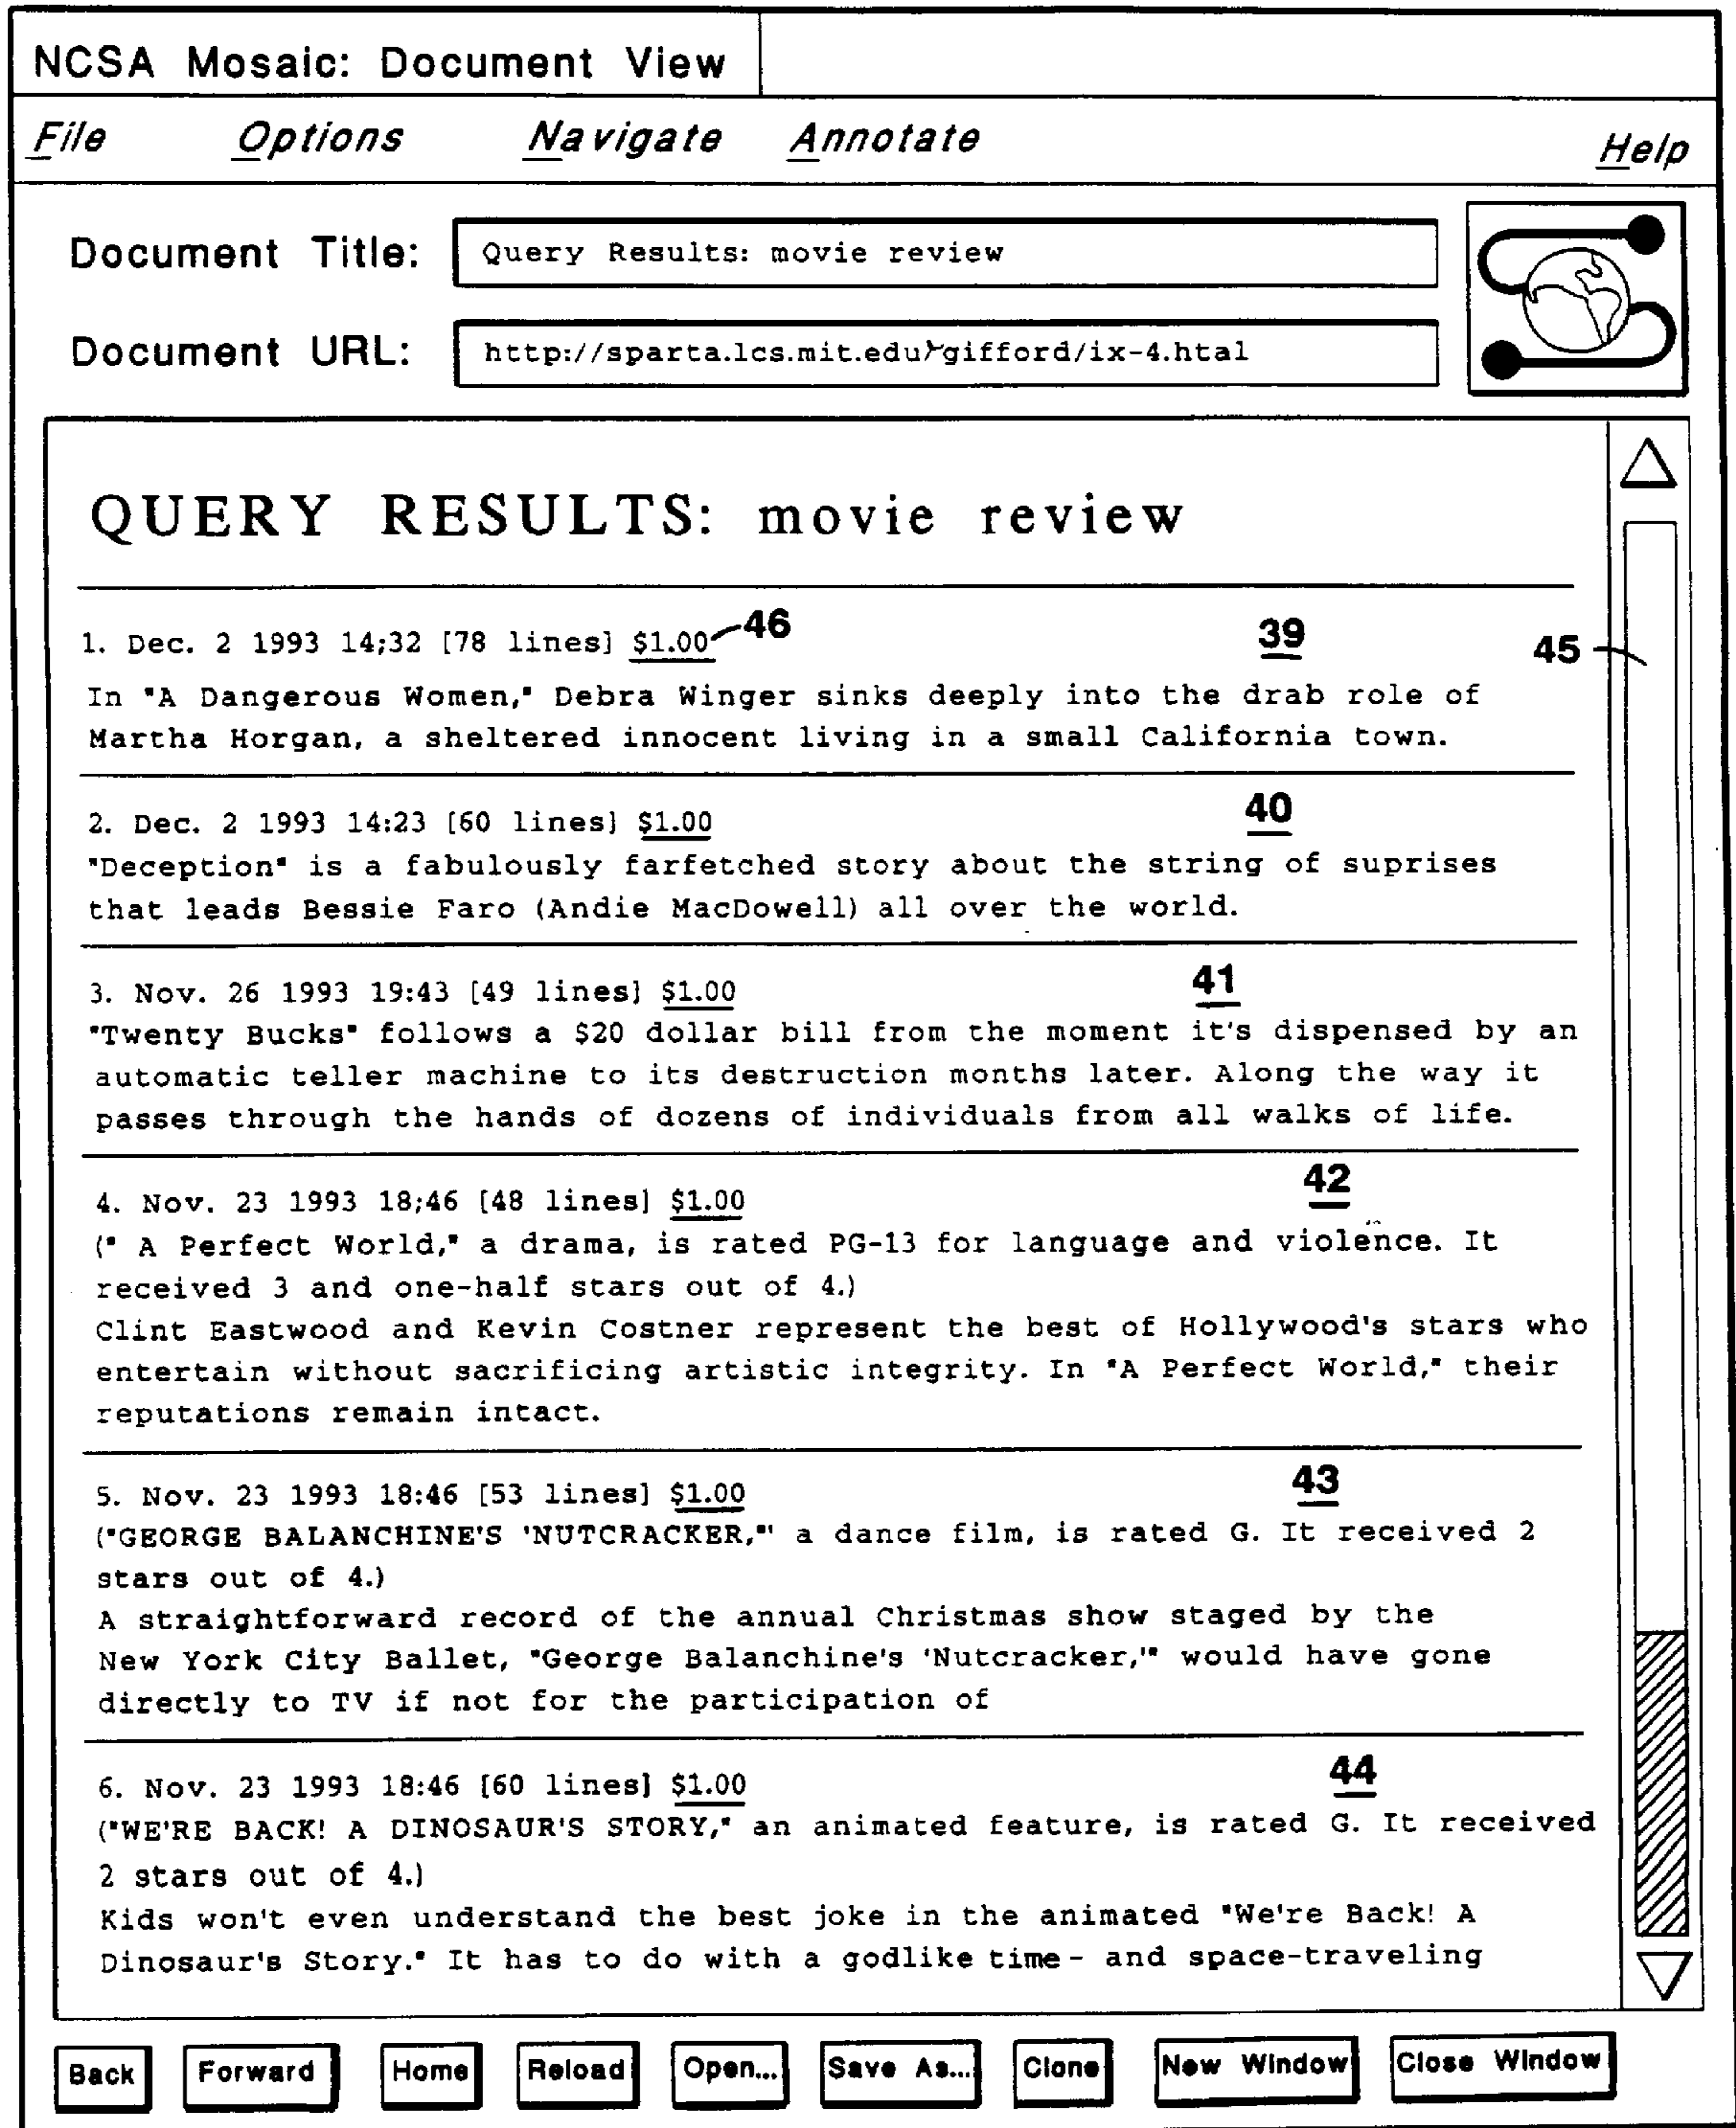 NCSA Mosaic: Document View
File Options Navigate Annotate Help
Document Title: Query Results: movie review
Document URL: http://sparta.lcs.mit.edu/gifford/ix-4.htal
QUERY RESULTS: movie review
1. Dec. 2 1993 14;32 [78 lines] $1.00 46 39 45
In "A Dangerous Women," Debra Winger sinks deeply into the drab role of
Martha Horgan, a sheltered innocent living in a small California town.
2. Dec. 2 1993 14:23 [60 lines] $1.00 40
"Deception" is a fabulously farfetched story about the string of suprises
that leads Bessie Faro (Andie MacDowell) all over the world.
3. Nov. 26 1993 19:43 [49 lines] $1.00 41
"Twenty Bucks" follows a $20 dollar bill from the moment it's dispensed by an
automatic teller machine to its destruction months later. Along the way it
passes through the hands of dozens of individuals from all walks of life.
4. Nov. 23 1993 18;46 [48 lines] $1.00 42
(" A Perfect World," a drama, is rated PG-13 for language and violence. It
received 3 and one-half stars out of 4.)
Clint Eastwood and Kevin Costner represent the best of Hollywood's stars who
entertain without sacrificing artistic integrity. In "A Perfect World," their
reputations remain intact.
5. Nov. 23 1993 18:46 [53 lines] $1.00 43
("GEORGE BALANCHINE'S 'NUTCRACKER,"' a dance film, is rated G. It received 2
stars out of 4.)
A straightforward record of the annual Christmas show staged by the
New York City Ballet, "George Balanchine's 'Nutcracker,'" would have gone
directly to TV if not for the participation of
6. Nov. 23 1993 18:46 [60 lines] $1.00 44
("WE'RE BACK! A DINOSAUR'S STORY," an animated feature, is rated G. It received
2 stars out of 4.)
Kids won't even understand the best joke in the animated "We're Back! A
Dinosaur's Story." It has to do with a godlike time- and space-traveling
Back Forward Home Reload Open... Save As... Clone New Window Close Window